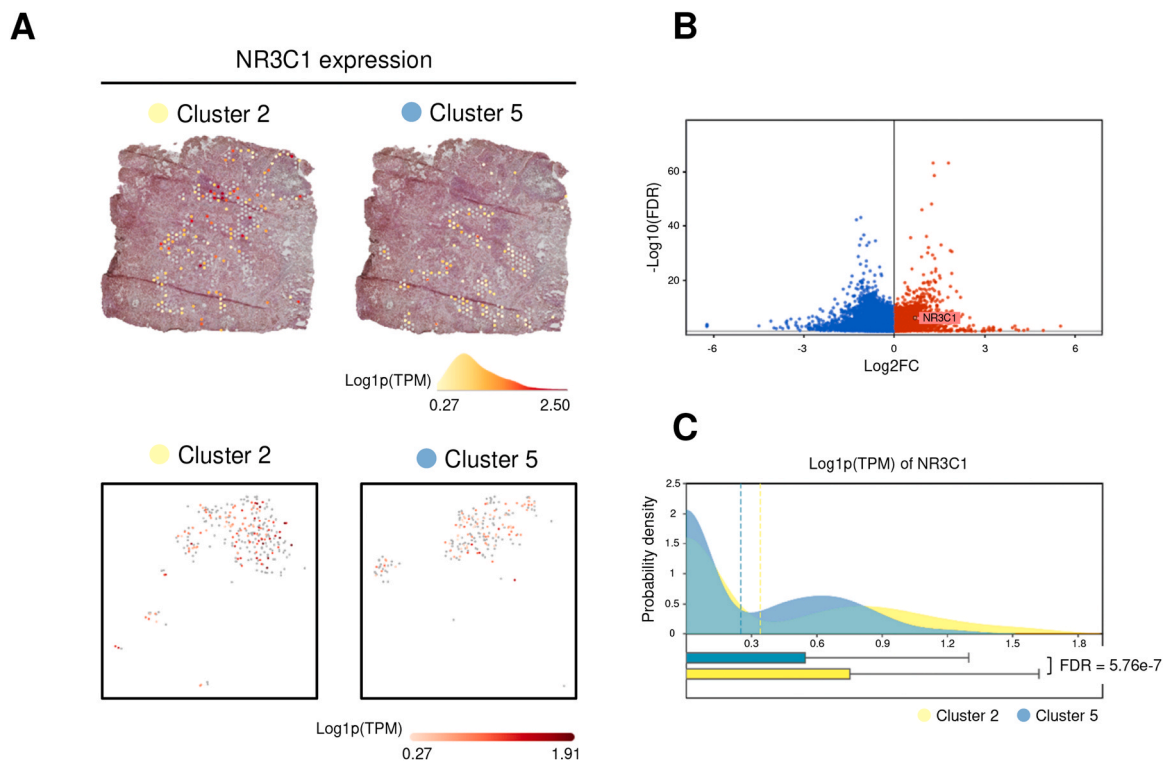 A
NR3C1 expression
Cluster 2
Cluster 5
Log1p(TPM)
0.27
2.50
Cluster 2
Cluster 5
Log1p(TPM)
0.27
1.91
B
-Log10(FDR)
60
40
20
NR3C1
-6
-3
0
3
6
Log2FC
C
Log1p(TPM) of NR3C1
Probability density
2.5
2
1.5
1
0.5
0
0.3
0.6
0.9
1.2
1.5
1.8
FDR = 5.76e-7
Cluster 2
Cluster 5